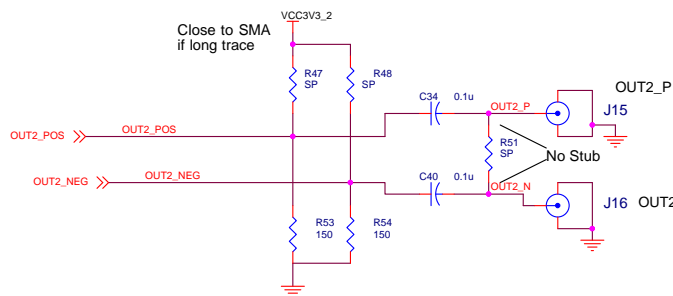 VCC3V3_2
Close to SMA
if long trace
R47
SP
R48
SP
C34
0.1u
OUT2_P
OUT2_P
J15
OUT2_POS
OUT2_POS
R51
SP
No Stub
OUT2_NEG
OUT2_NEG
C40
0.1u
OUT2_N
J16
OUT2
R53
150
R54
150